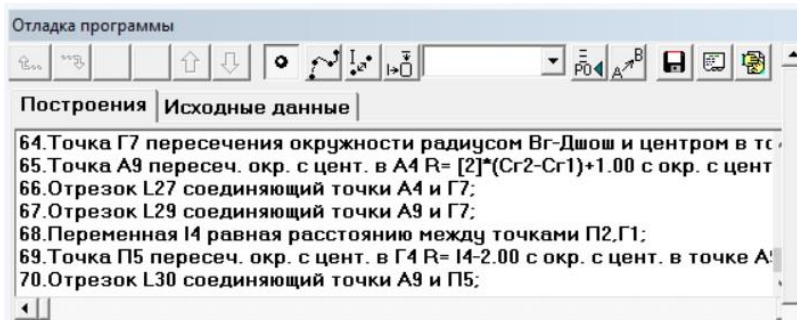 Отладка программы
P0 A B
Построения Исходные данные
64.Точка Г7 пересечения окружности радиусом Вг-Дшош и центром в
65.Точка А9 пересеч. окр. с цент. в А4 R= [2]*(Сг2-Сг1)+1.00 с окр. с цент
66.Отрезок L27 соединяющий точки А4 и Г7;
67.Отрезок L29 соединяющий точки А9 и Г7;
68.Переменная I4 равная расстоянию между точками П2,Г1;
69.Точка П5 пересеч. окр. с цент. в Г4 R= I4-2.00 с окр. с цент. в точке
70.Отрезок L30 соединяющий точки А9 и П5;